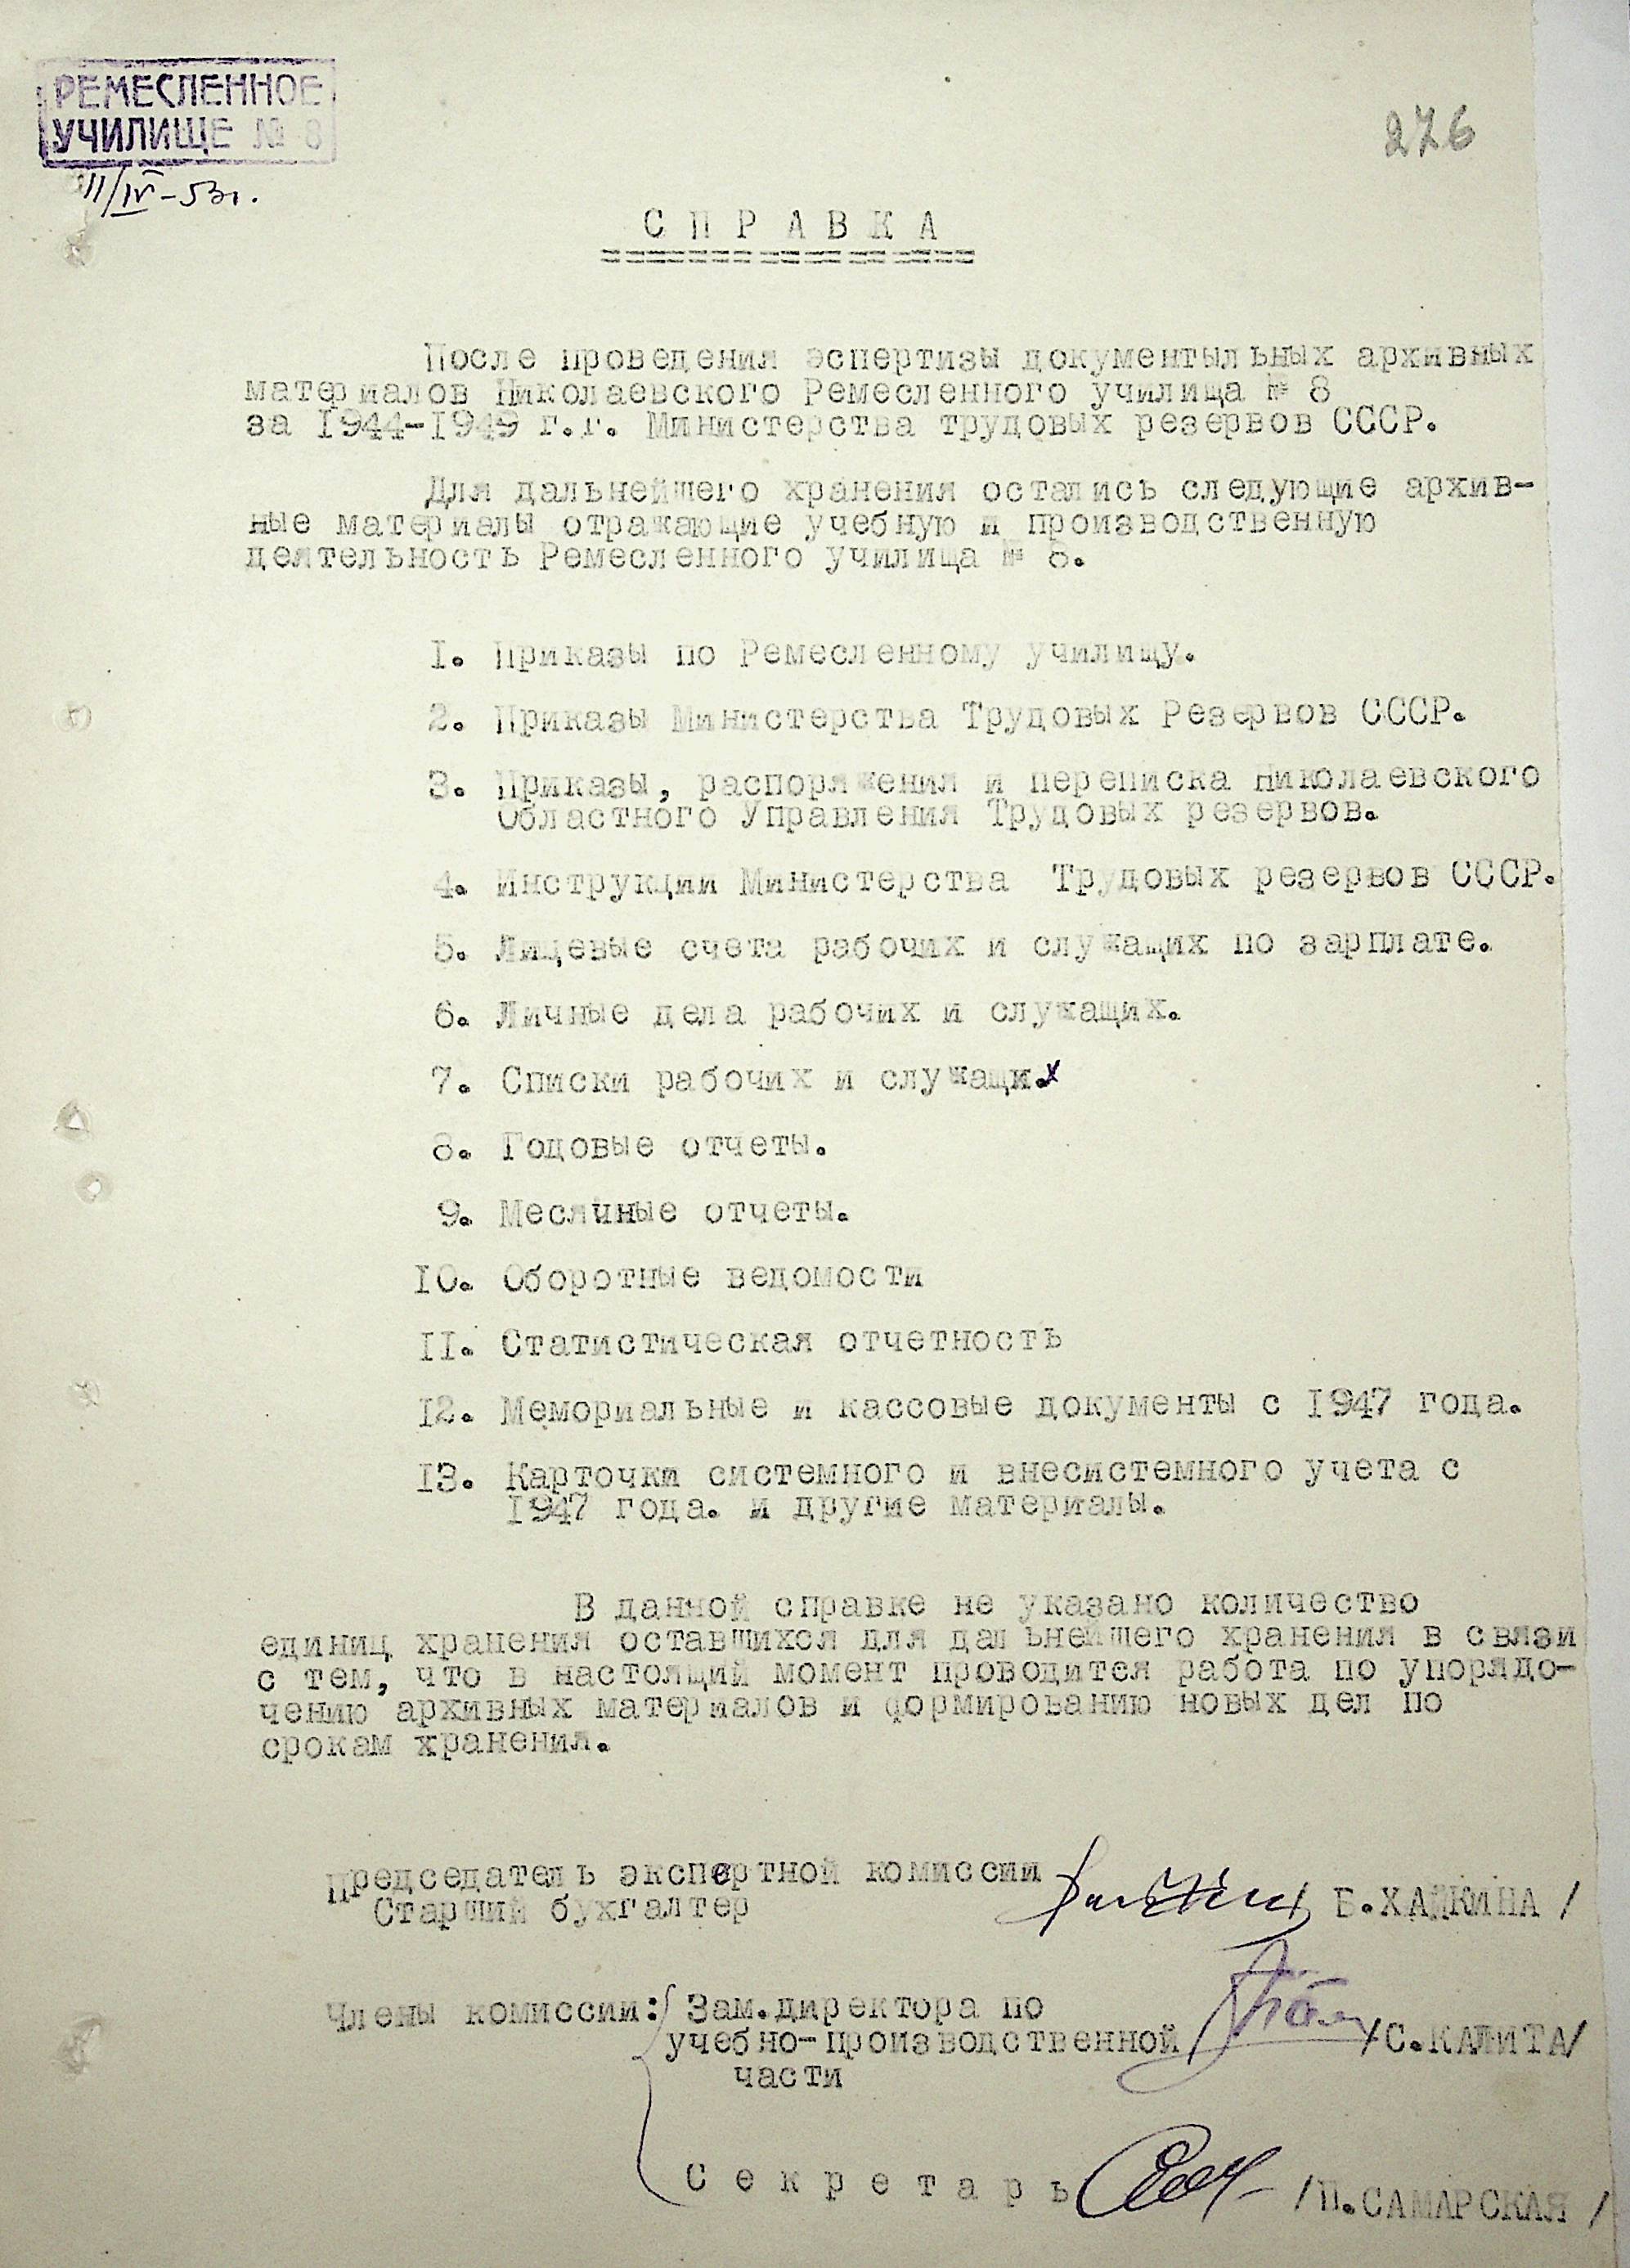 РЕМЕСЛЕННОЕ
УЧИЛИЩЕ № 8
276
II/IV-53г.
СПРАВКА
После проведения эспертизы документыльных архивных
материалов Николаевского Ремесленного училища № 8
за 1944-1949 г.г. Министерства трудовых резервов СССР.
Для дальнейшего хранения остались следующие архив-
ные материалы отражающие учебную и производственную
деятельность Ремесленного училища № 8.
1. Приказы по Ремесленному училищу.
2. Приказы Министерства Трудовых Резервов СССР.
3. Приказы, распоряжения и переписка Николаевского
Областного Управления Трудовых резервов.
4. Инструкции Министерства Трудовых резервов СССР.
5. Лицевые счета рабочих и служащих по зарплате.
6. Личные дела рабочих и служащих.
7. Списки рабочих и служащи.х
8. Годовые отчеты.
9. Месячные отчеты.
10. Оборотные ведомости
11. Статистическая отчетность
12. Мемориальные и кассовые документы с 1947 года.
13. Карточки системного и внесистемного учета с
1947 года. и другие материалы.
В данной справке не указано количество
единиц хранения оставшихся для дальнейшего хранения в связи
с тем, что в настоящий момент проводится работа по упорядо-
чению архивных материалов и формированию новых дел по
срокам хранения.
Председатель экспертной комиссии
Старший бухгалтер / Б.ХАЙКИНА /
Члены комиссии: Зам.директора по
учебно-производственной /С.КАЛИТА/
части
Секретарь /П.САМАРСКАЯ /